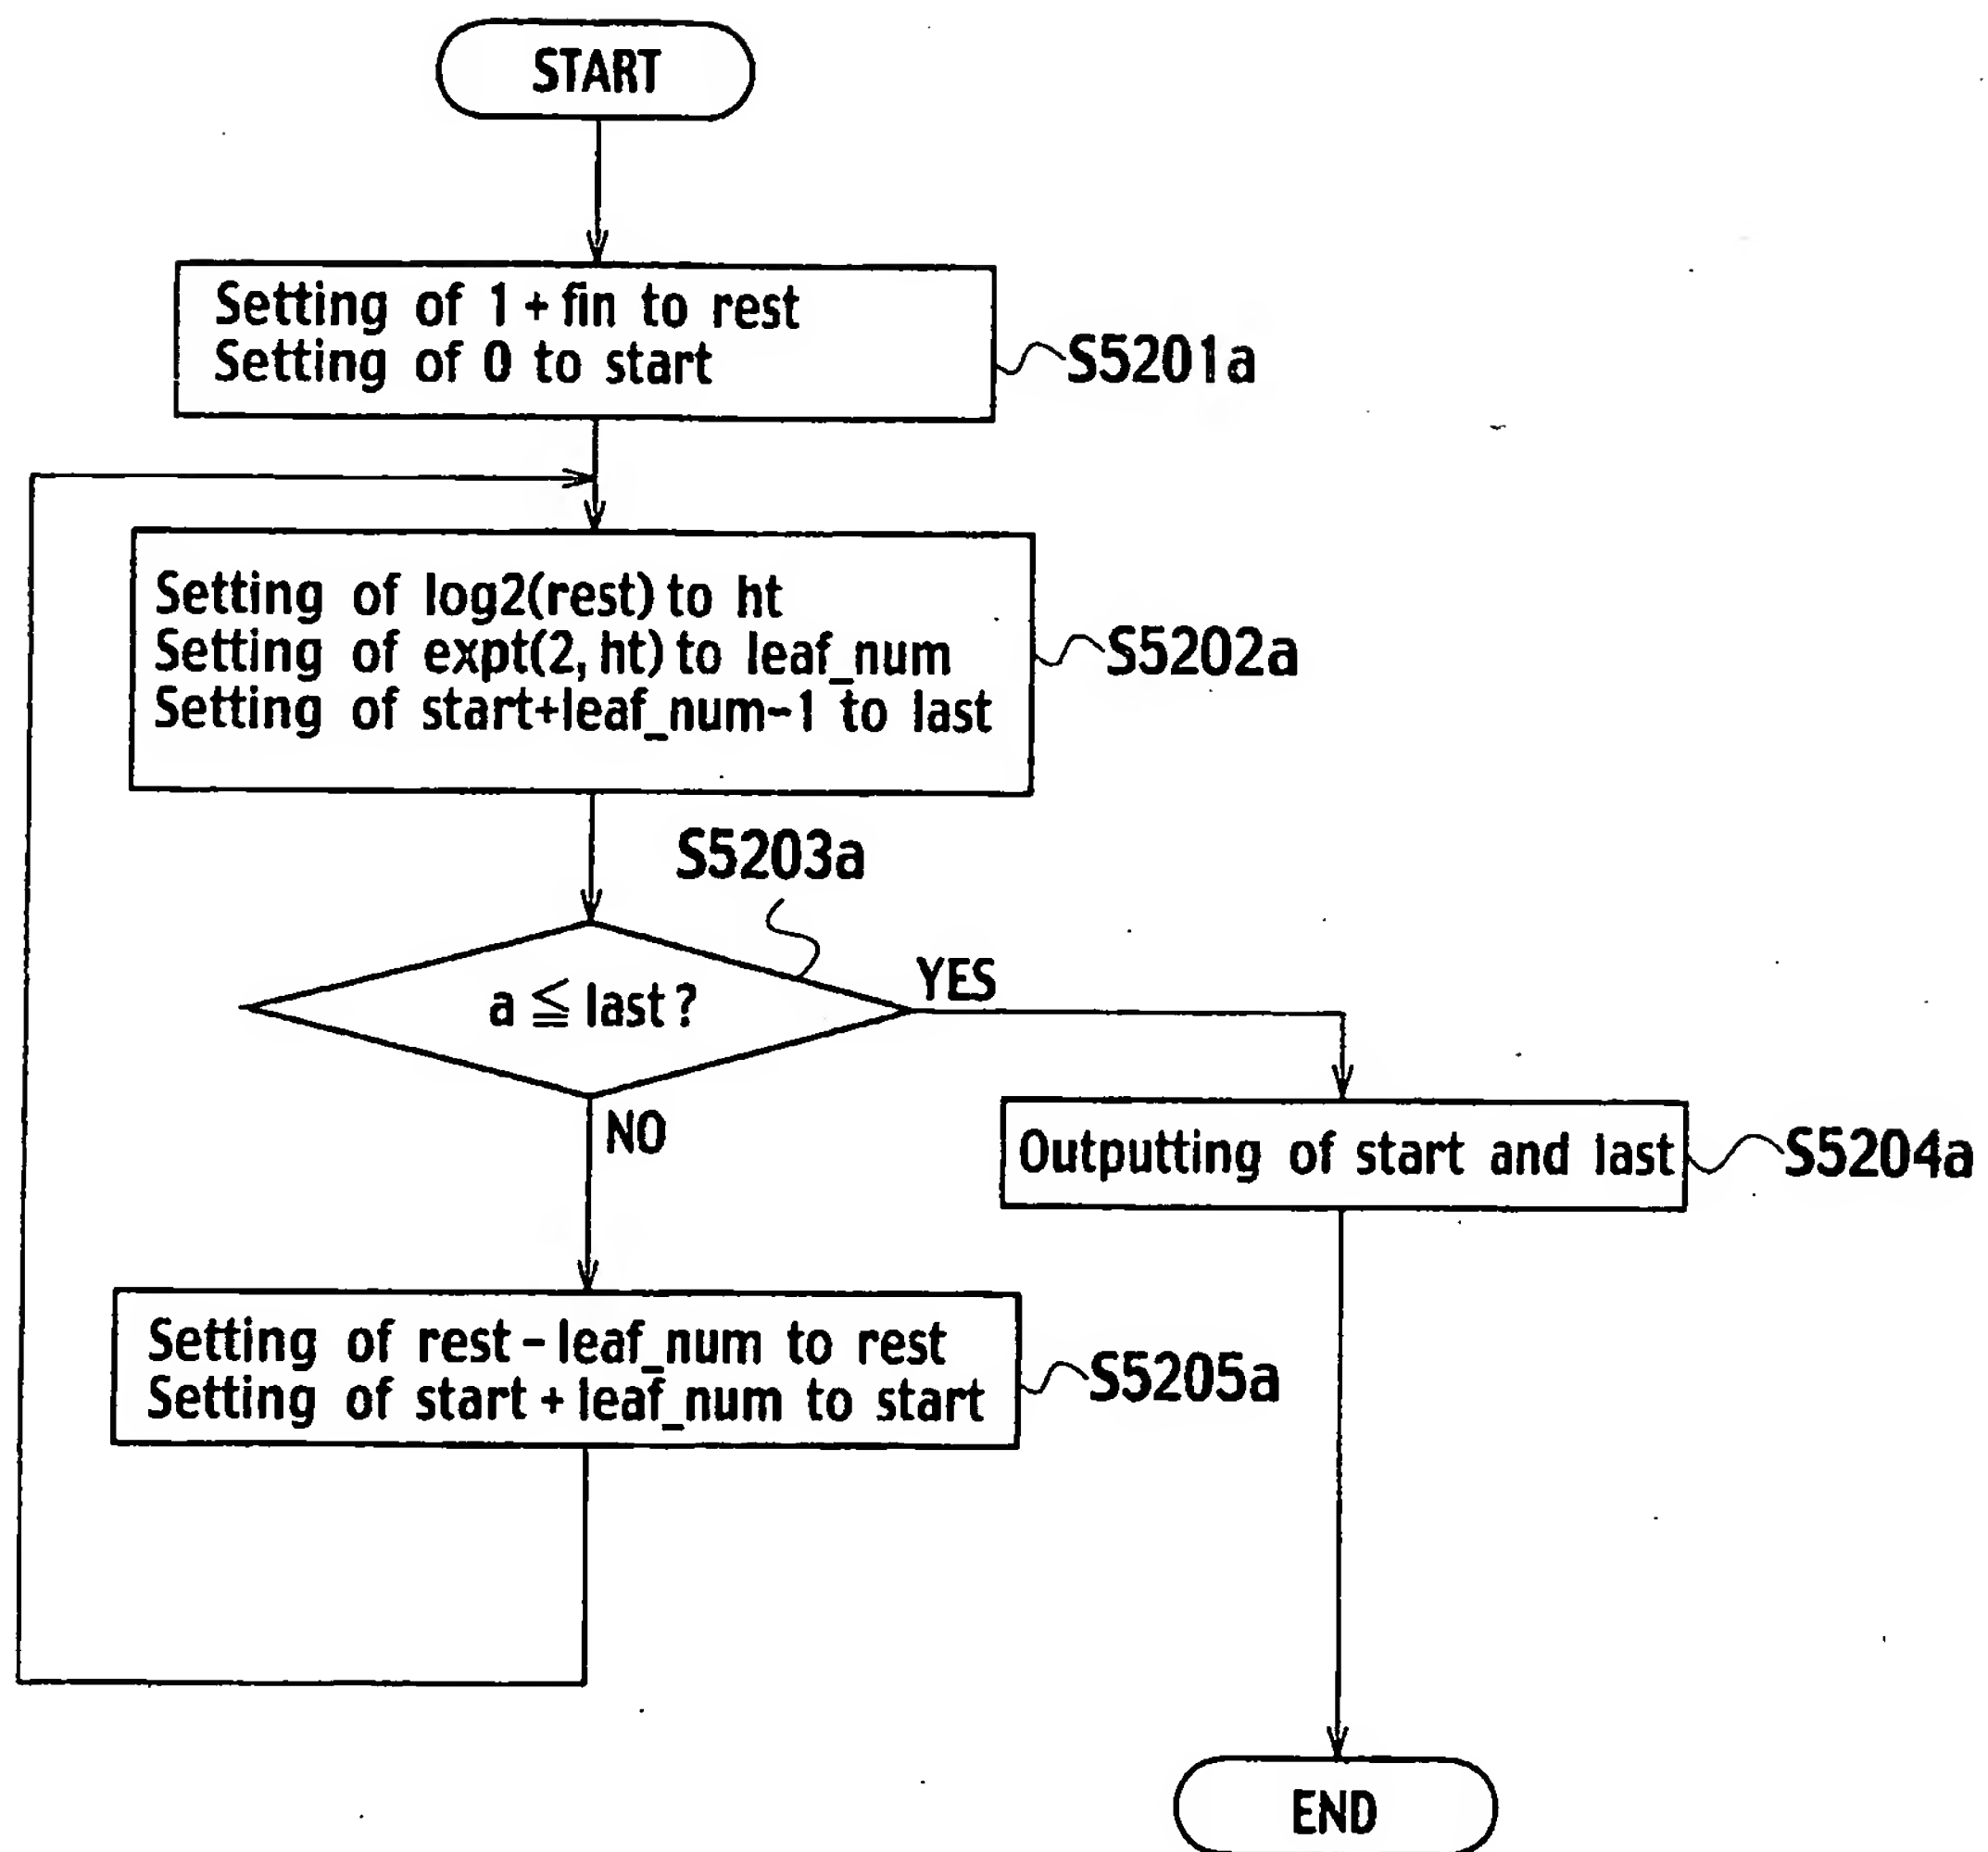 START
Setting of 1+fin to rest
Setting of 0 to start
S5201a
Setting of log2(rest) to ht
Setting of expt(2, ht) to leaf_num
Setting of start+leaf_num-1 to last
S5202a
S5203a
a ≦ last?
YES
NO
Outputting of start and last
S5204a
Setting of rest-leaf_num to rest
Setting of start+leaf_num to start
S5205a
END